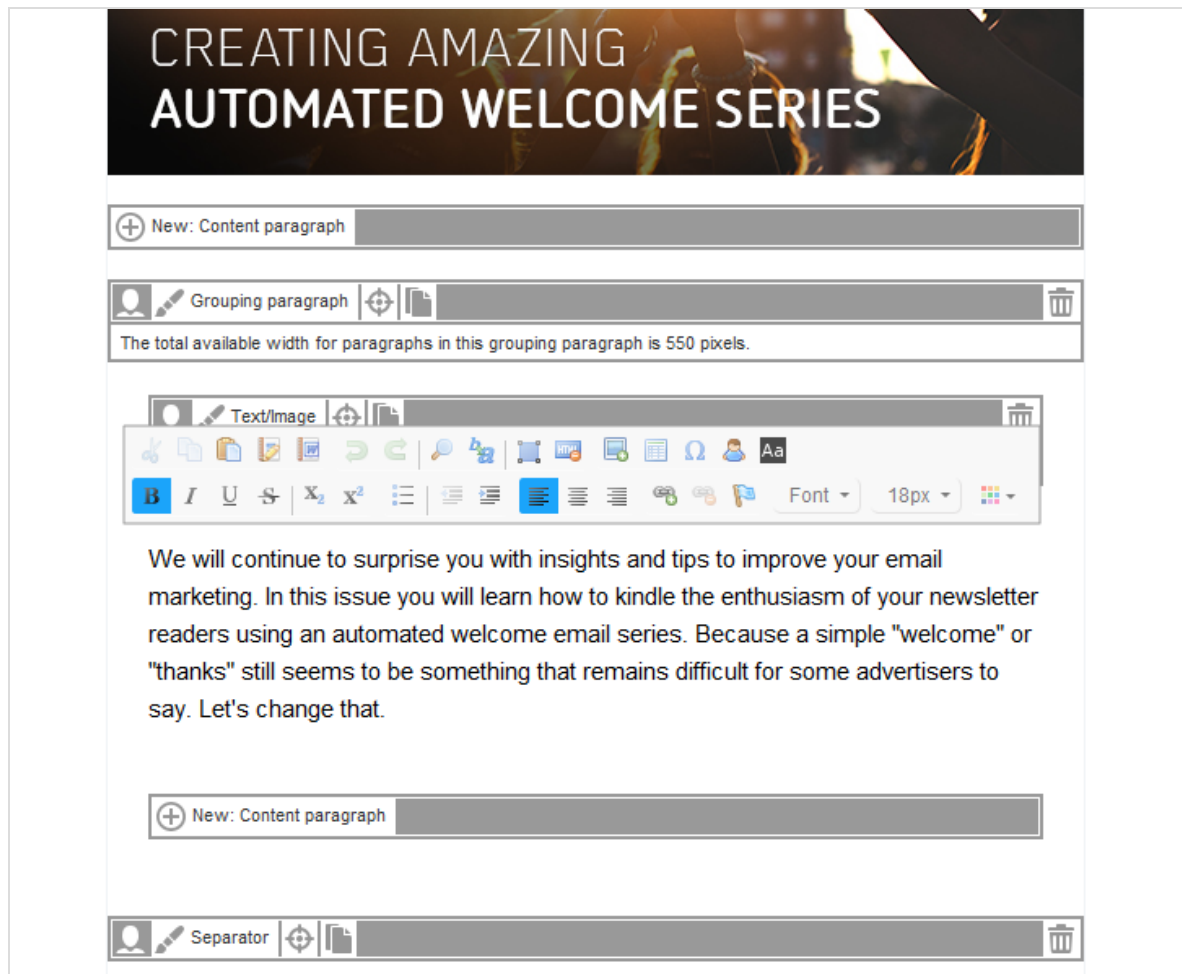 CREATING AMAZING
AUTOMATED WELCOME SERIES
New: Content paragraph
Grouping paragraph
The total available width for paragraphs in this grouping paragraph is 550 pixels.
Text/Image
HTML W b a Ω Aa
B I U S X2 x2 Font 18px
We will continue to surprise you with insights and tips to improve your email
marketing. In this issue you will learn how to kindle the enthusiasm of your newsletter
readers using an automated welcome email series. Because a simple "welcome" or
"thanks" still seems to be something that remains difficult for some advertisers to
say. Let's change that.
New: Content paragraph
Separator